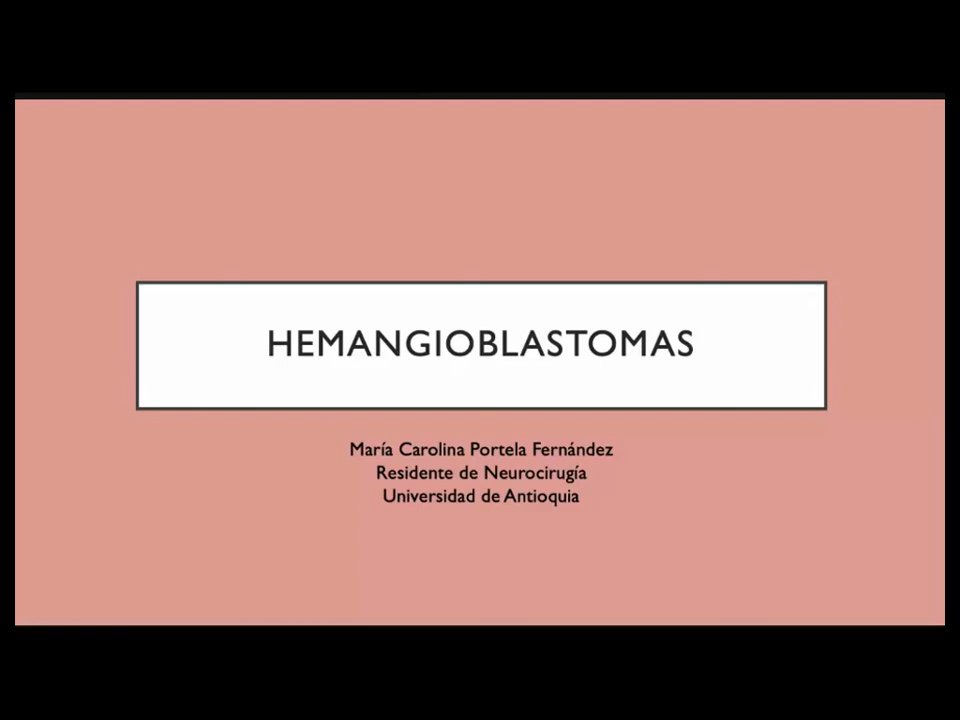 HEMANGIOBLASTOMAS
María Carolina Portela Fernández
Residente de Neurocirugía
Universidad de Antioquia